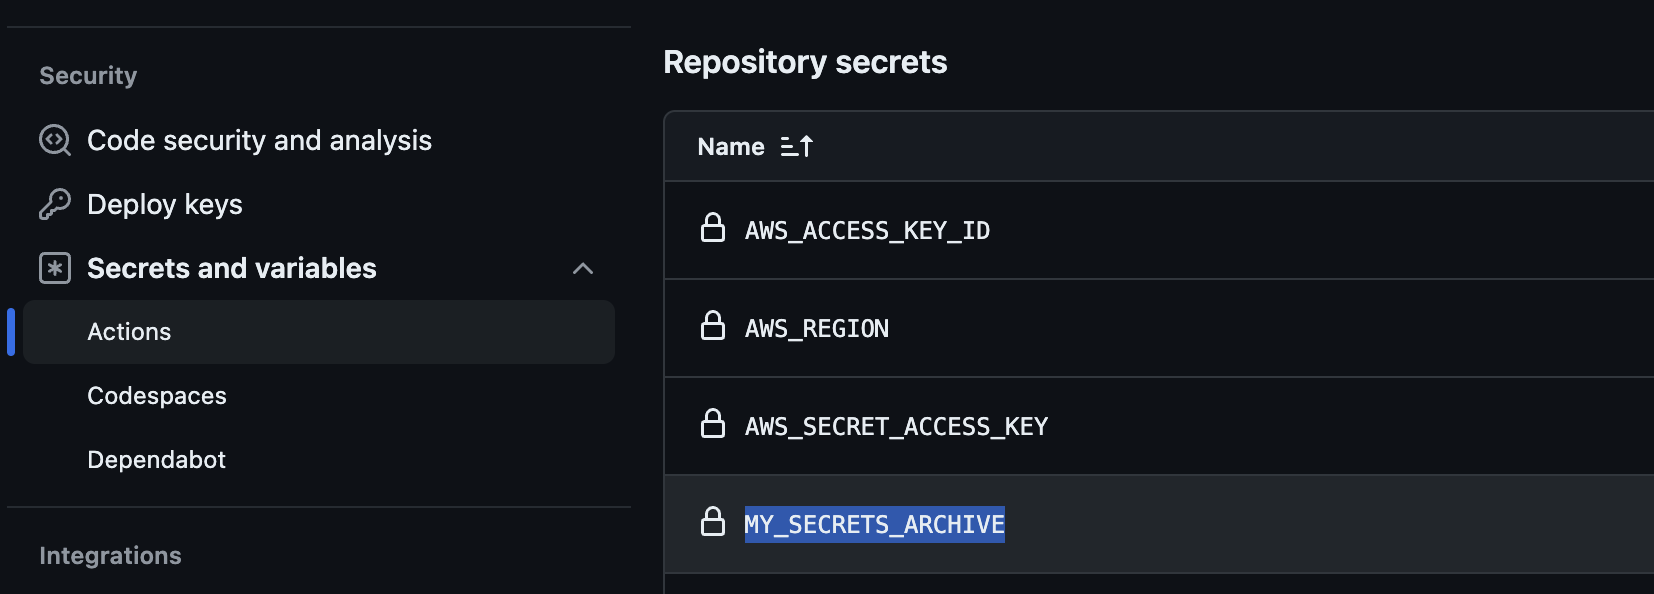 Security
Code security and analysis
Deploy keys
Secrets and variables
Actions
Codespaces
Dependabot
Integrations
Repository secrets
Name
AWS_ACCESS_KEY_ID
AWS_REGION
AWS_SECRET_ACCESS_KEY
MY_SECRETS_ARCHIVE